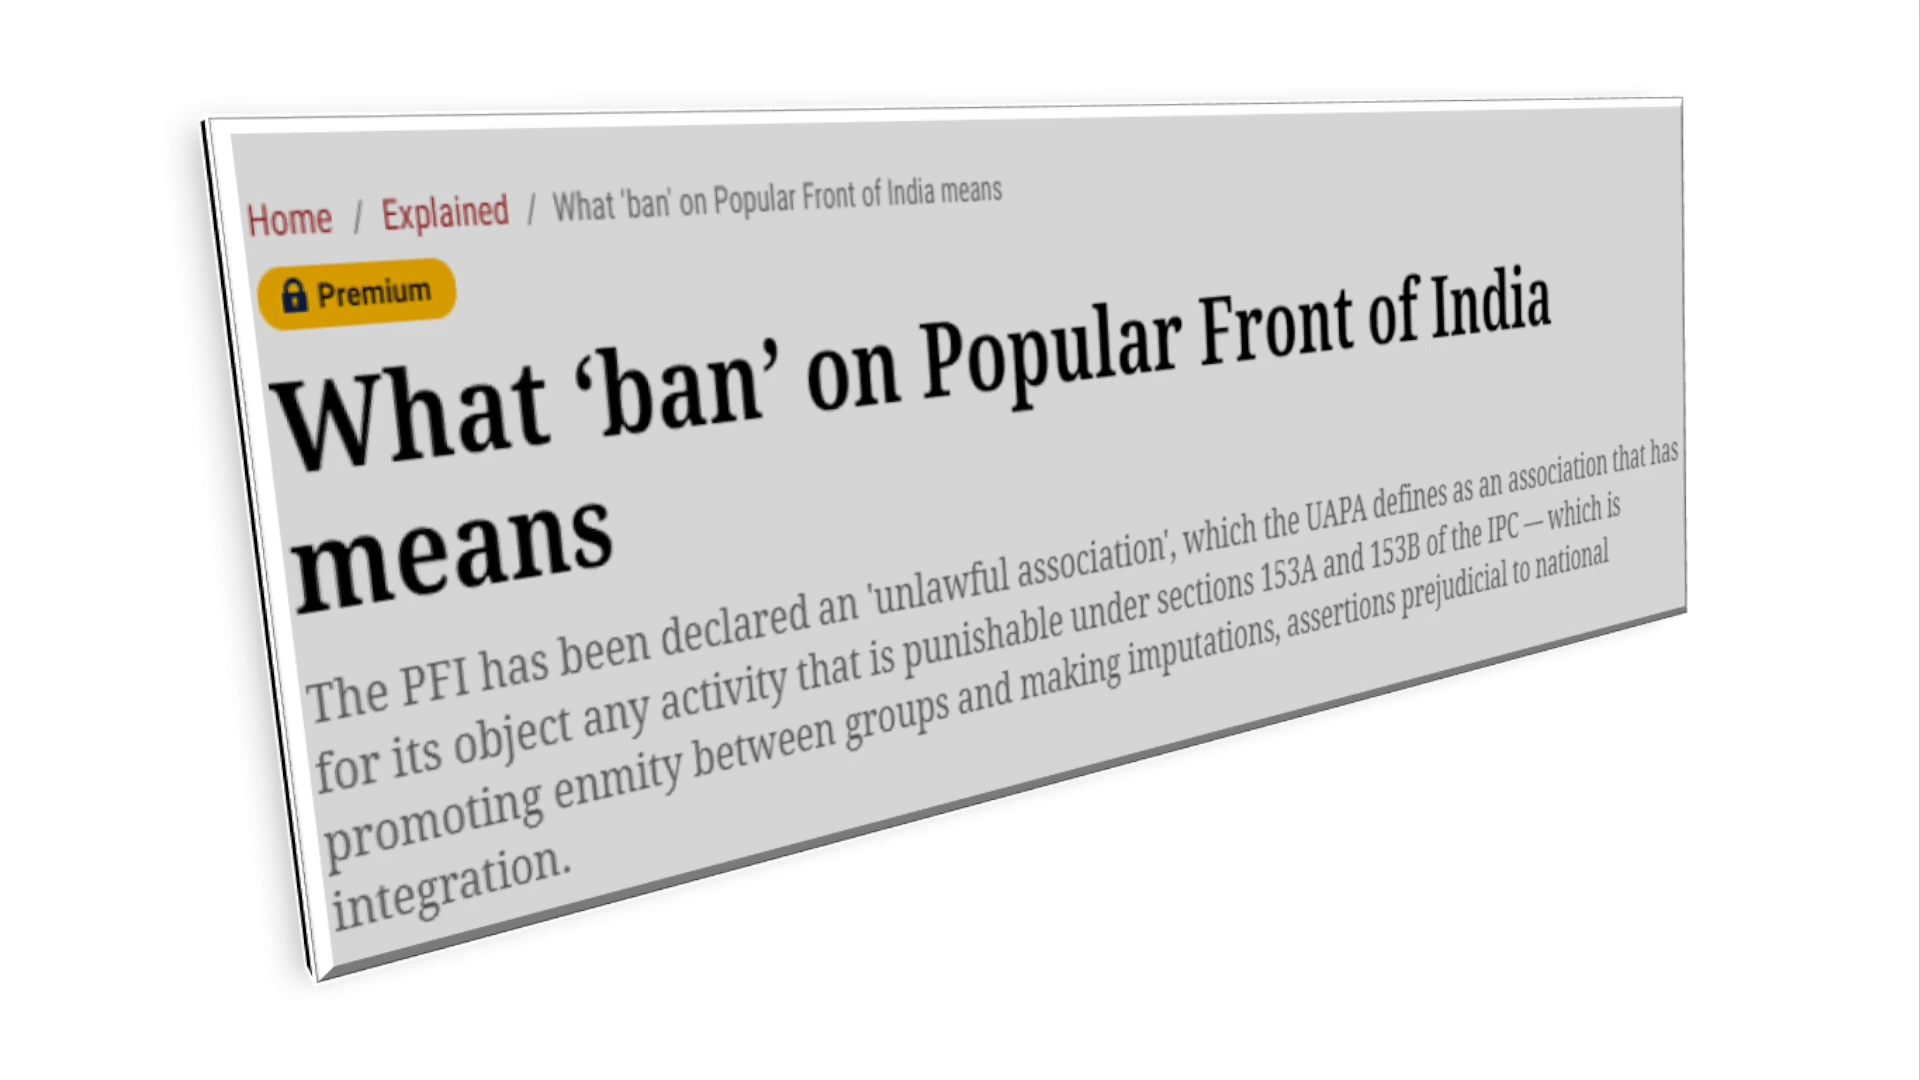 Home / Explained / What 'ban' on Popular Front of India means
Premium
What ‘ban’ on Popular Front of India
means
The PFI has been declared an 'unlawful association', which the UAPA defines as an association that has
for its object any activity that is punishable under sections 153A and 153B of the IPC — which is
promoting enmity between groups and making imputations, assertions prejudicial to national
integration.